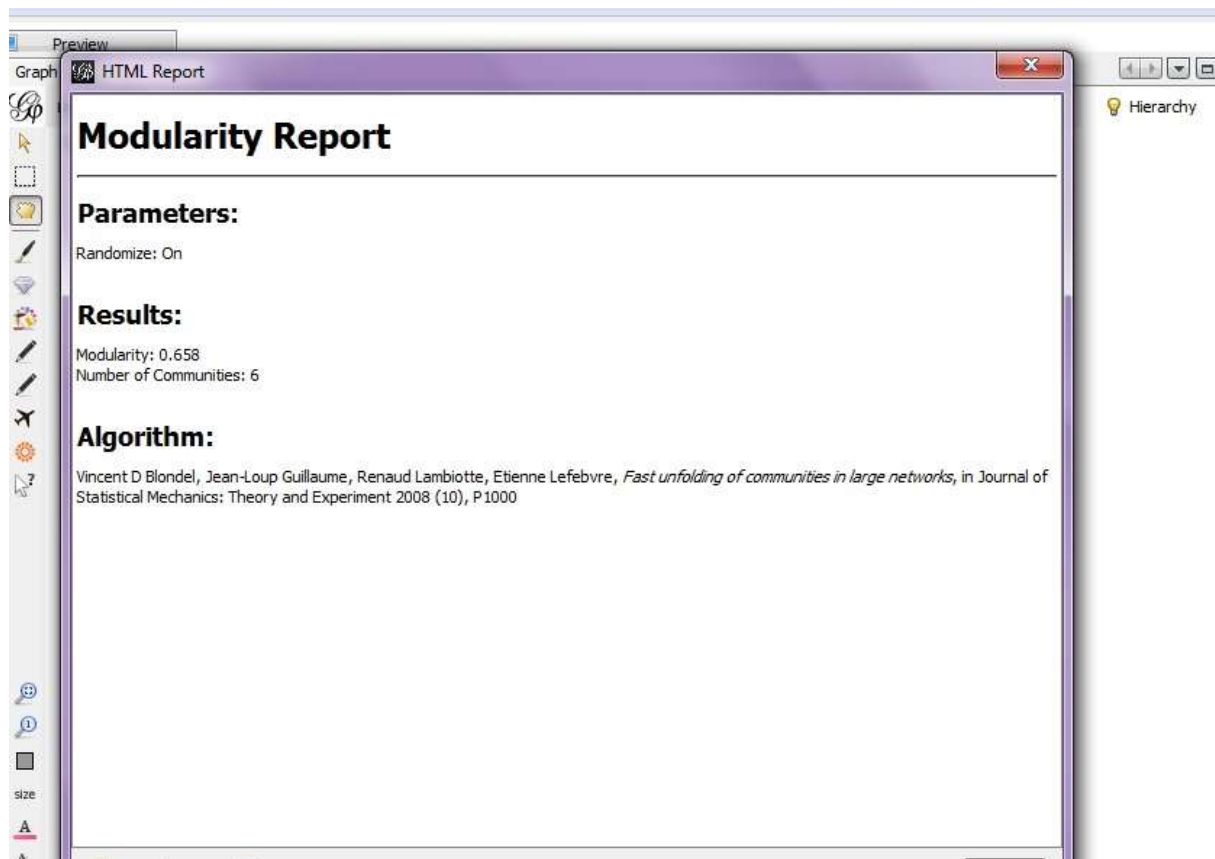 Preview
Graph
HTML Report
Hierarchy
Modularity Report
Parameters:
Randomize: On
Results:
Modularity: 0.658
Number of Communities: 6
Algorithm:
Vincent D Blondel, Jean-Loup Guillaume, Renaud Lambiotte, Etienne Lefebvre, Fast unfolding of communities in large networks, in Journal of
Statistical Mechanics: Theory and Experiment 2008 (10), P1000
size
A